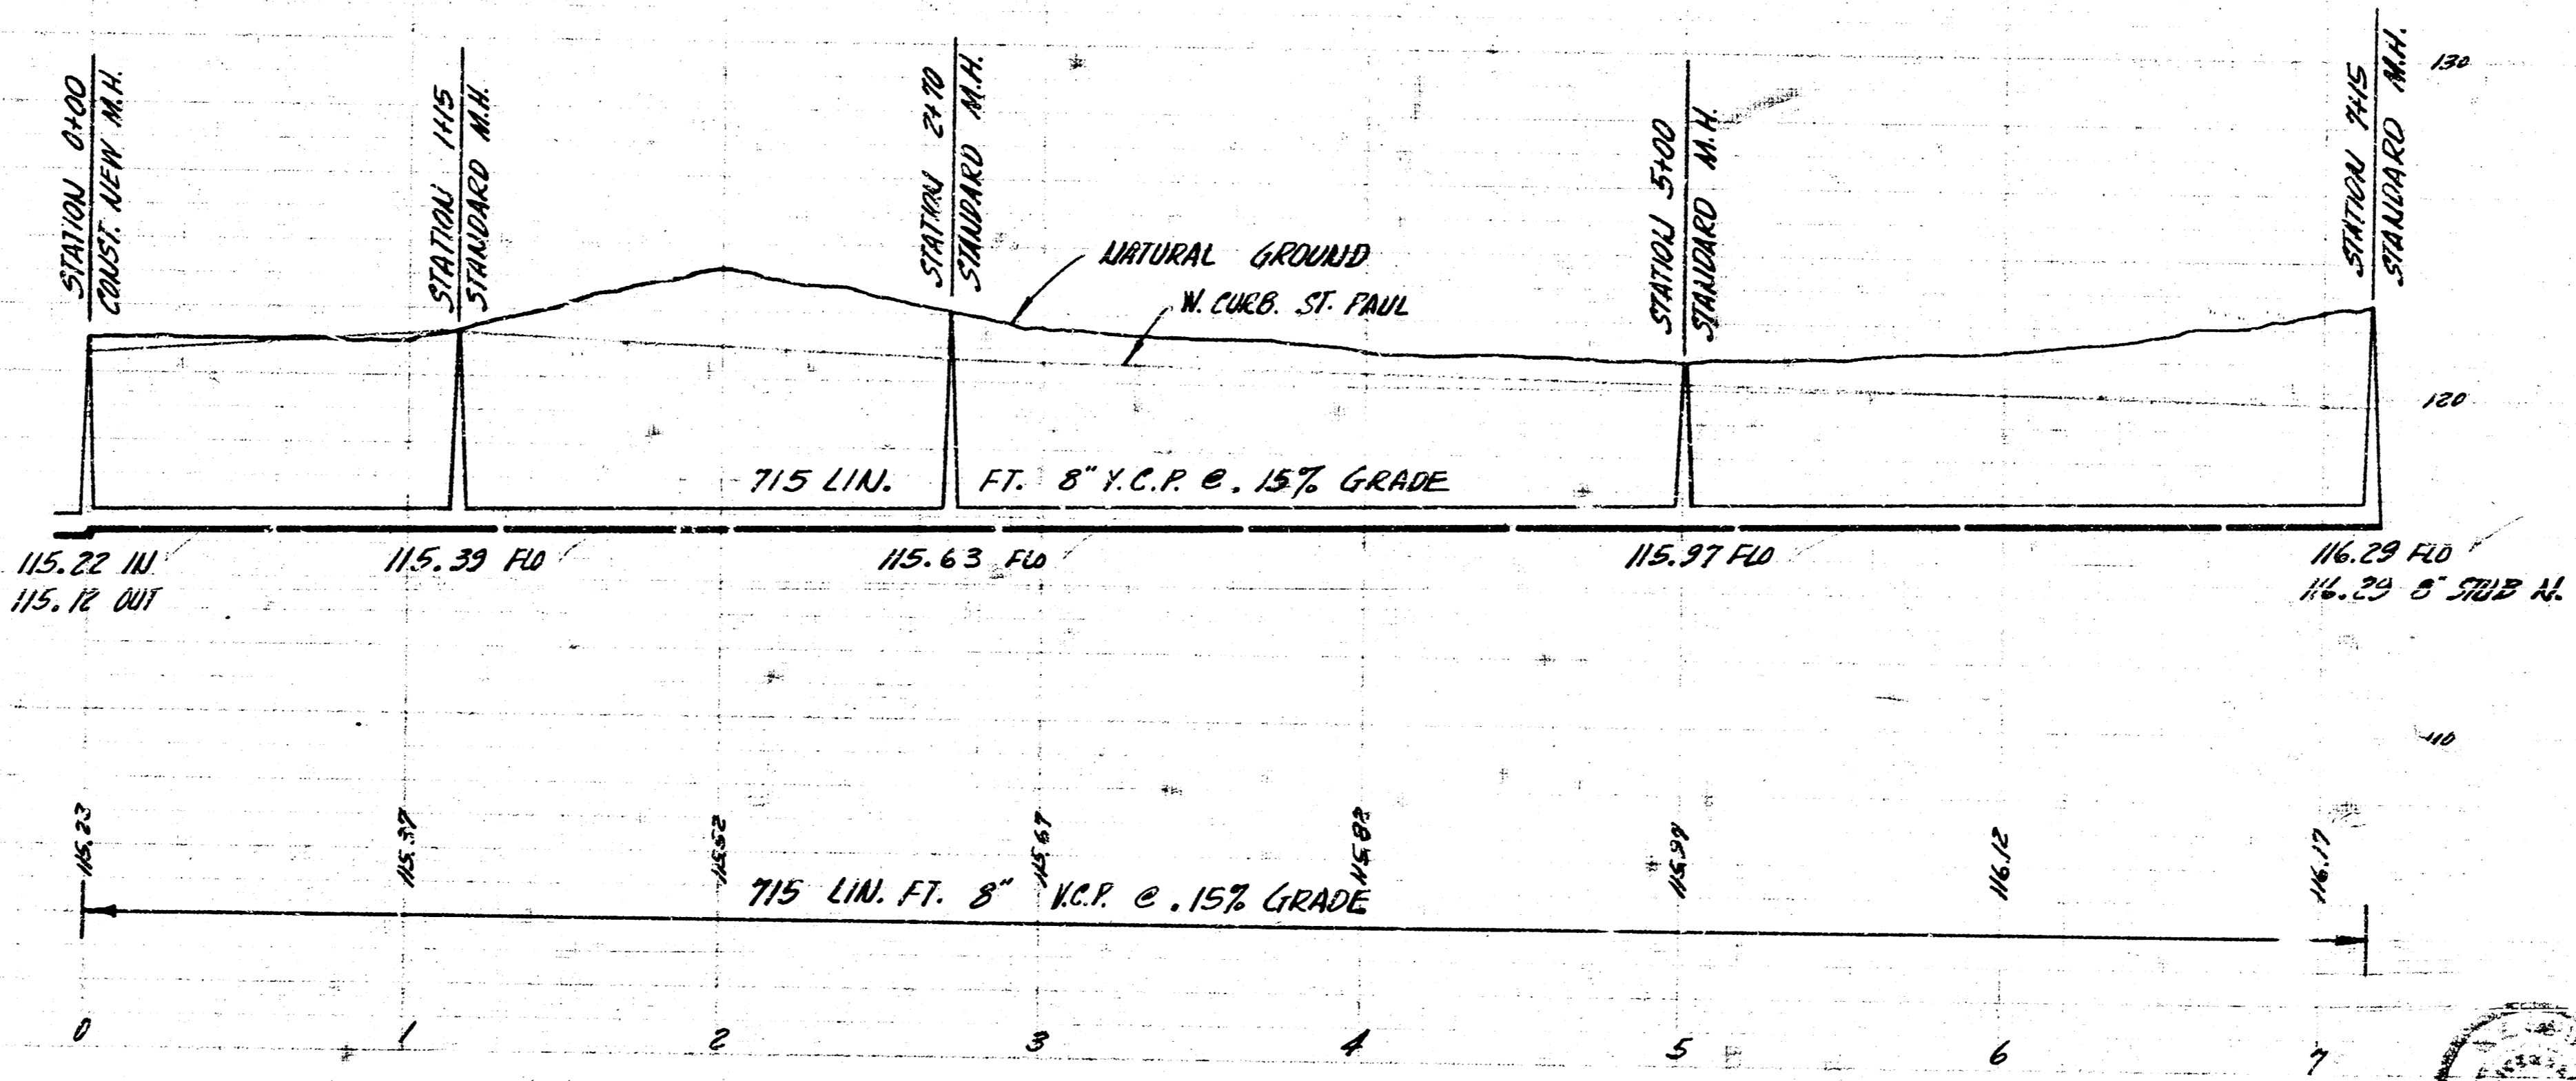 STATION 0+00
CONST. NEW M.H.
STATION 1+15
STANDARD M.H.
STATION 2+70
STANDARD M.H.
STATION 5+00
STANDARD M.H.
STATION 7+15
STANDARD M.H.
130
NATURAL GROUND
W. CURB. ST. PAUL
120
715 LIN. FT. 8" V.C.P. @ .15% GRADE
115.22 IN
115.12 OUT
115.39 FLO
115.63 FLO
115.97 FLO
116.29 FLO
116.29 8" STUB N.
110
115.23
115.37
115.52
115.67
115.82
115.97
116.12
116.17
715 LIN. FT. 8" V.C.P. @ .15% GRADE
0 1 2 3 4 5 6 7